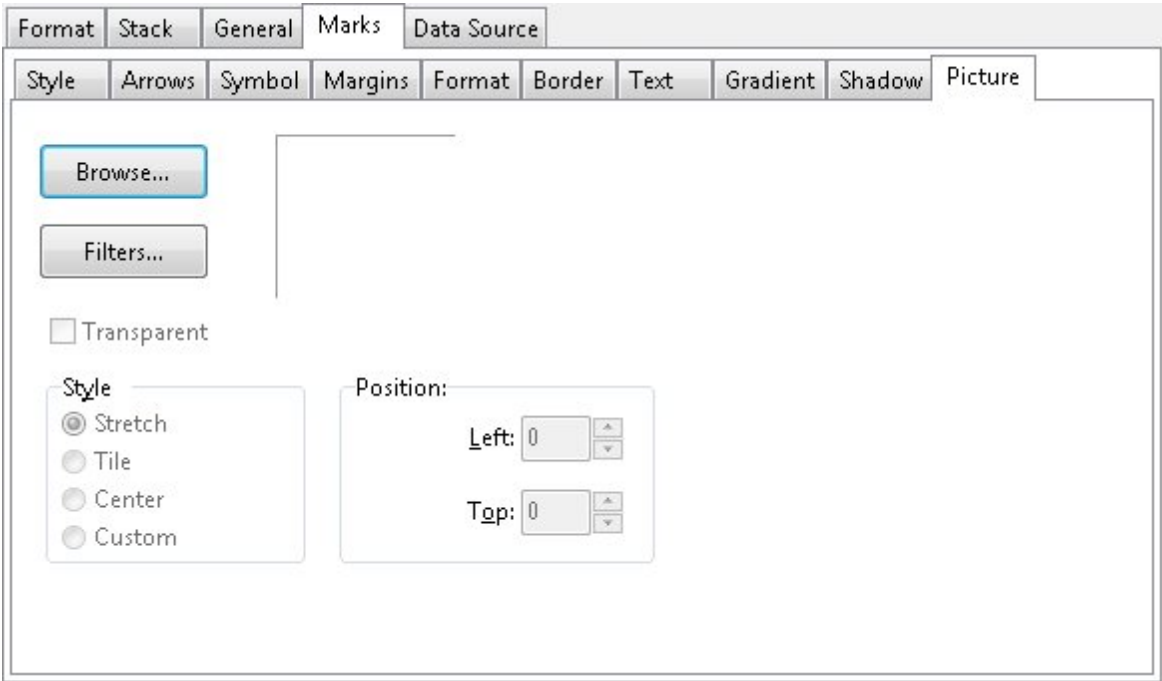 Format Stack General Marks Data Source
Style Arrows Symbol Margins Format Border Text Gradient Shadow Picture
Browse...
Filters...
Transparent
Style
Stretch
Tile
Center
Custom
Position:
Left: 0
Top: 0